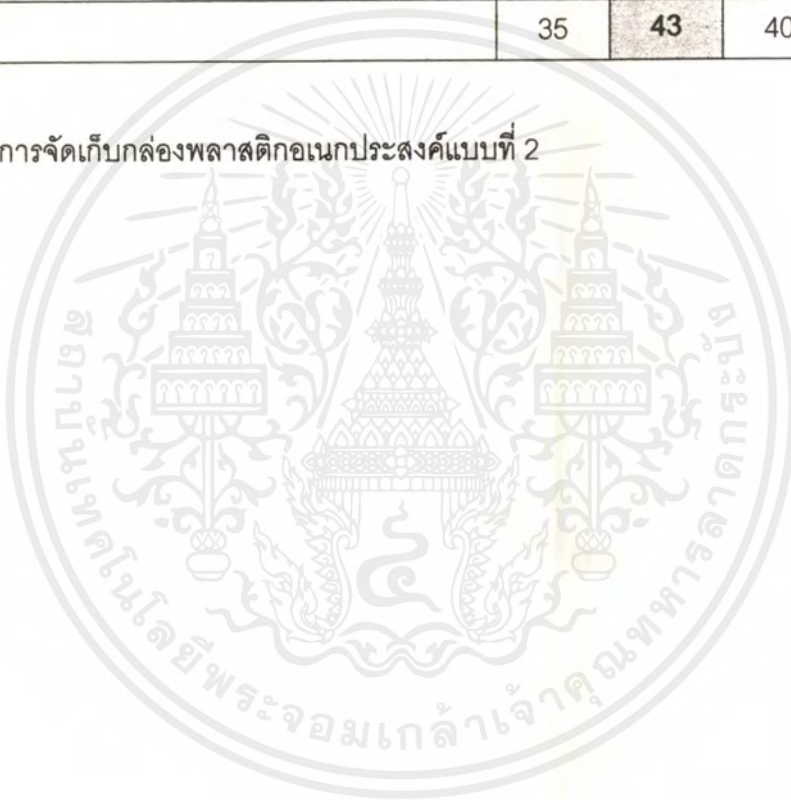 35 43 40
การจัดเก็บกล่องพลาสติกอเนกประสงค์แบบที่ 2
สถาบันเทคโนโลยีพระจอมเกล้าเจ้าคุณทหารลาดกระบัง